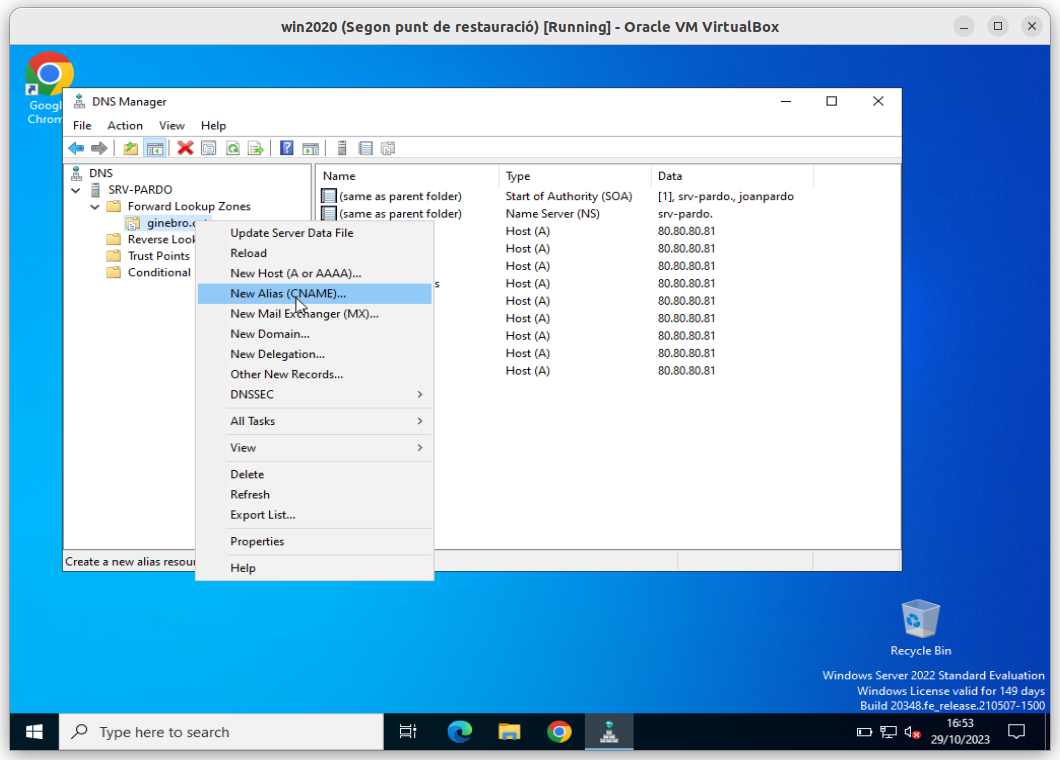 win2020 (Segon punt de restauració) [Running] - Oracle VM VirtualBox
DNS Manager
File Action View Help
DNS
SRV-PARDO
Forward Lookup Zones
Reverse
Trust Points
Conditional
Name Type Data
(same as parent folder) Start of Authority (SOA) [1], srv-pardo., joanpardo
(same as parent folder) Name Server (NS) srv-pardo.
Host (A) 80.80.80.81
Host (A) 80.80.80.81
Host (A) 80.80.80.81
s Host (A) 80.80.80.81
Host (A) 80.80.80.81
Host (A) 80.80.80.81
Host (A) 80.80.80.81
Host (A) 80.80.80.81
Host (A) 80.80.80.81
Update Server Data File
Reload
New Host (A or AAAA)...
New Alias (CNAME)...
New Mail Exchanger (MX)...
New Domain...
New Delegation...
Other New Records...
DNSSEC
All Tasks
View
Delete
Refresh
Export List...
Properties
Help
Create a new alias resou
Recycle Bin
Windows Server 2022 Standard Evaluation
Windows License valid for 149 days
Build 20348.fe_release.210507-1500
Type here to search
16:53
29/10/2023